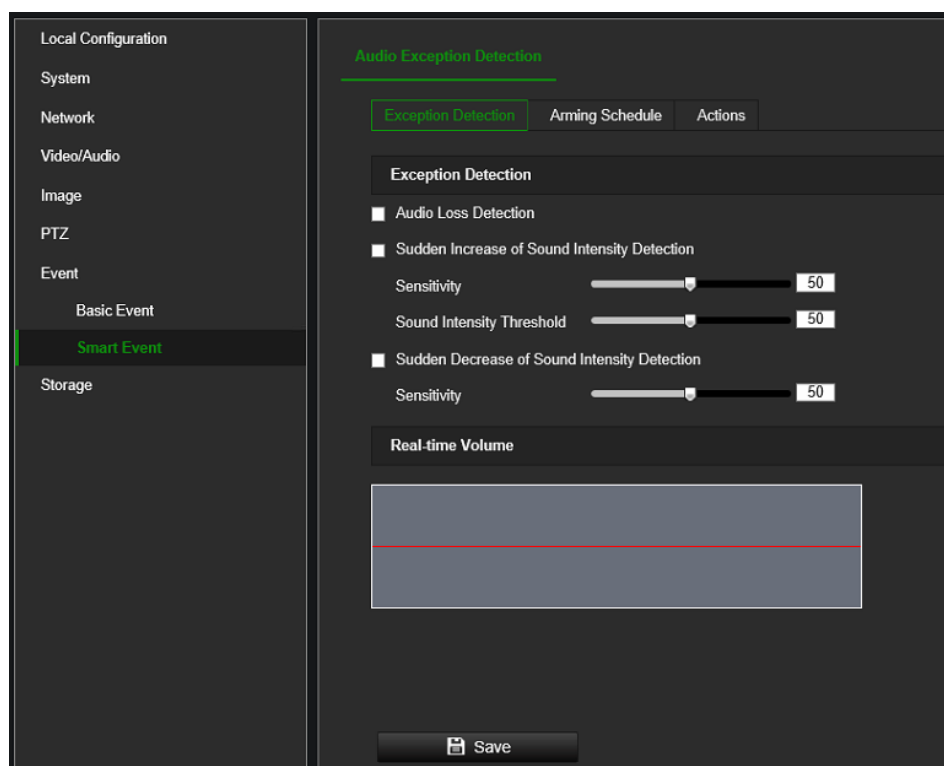 Local Configuration
System
Network
Video/Audio
Image
PTZ
Event
Basic Event
Smart Event
Storage
Audio Exception Detection
Exception Detection Arming Schedule Actions
Exception Detection
Audio Loss Detection
Sudden Increase of Sound Intensity Detection
Sensitivity 50
Sound Intensity Threshold 50
Sudden Decrease of Sound Intensity Detection
Sensitivity 50
Real-time Volume
Save